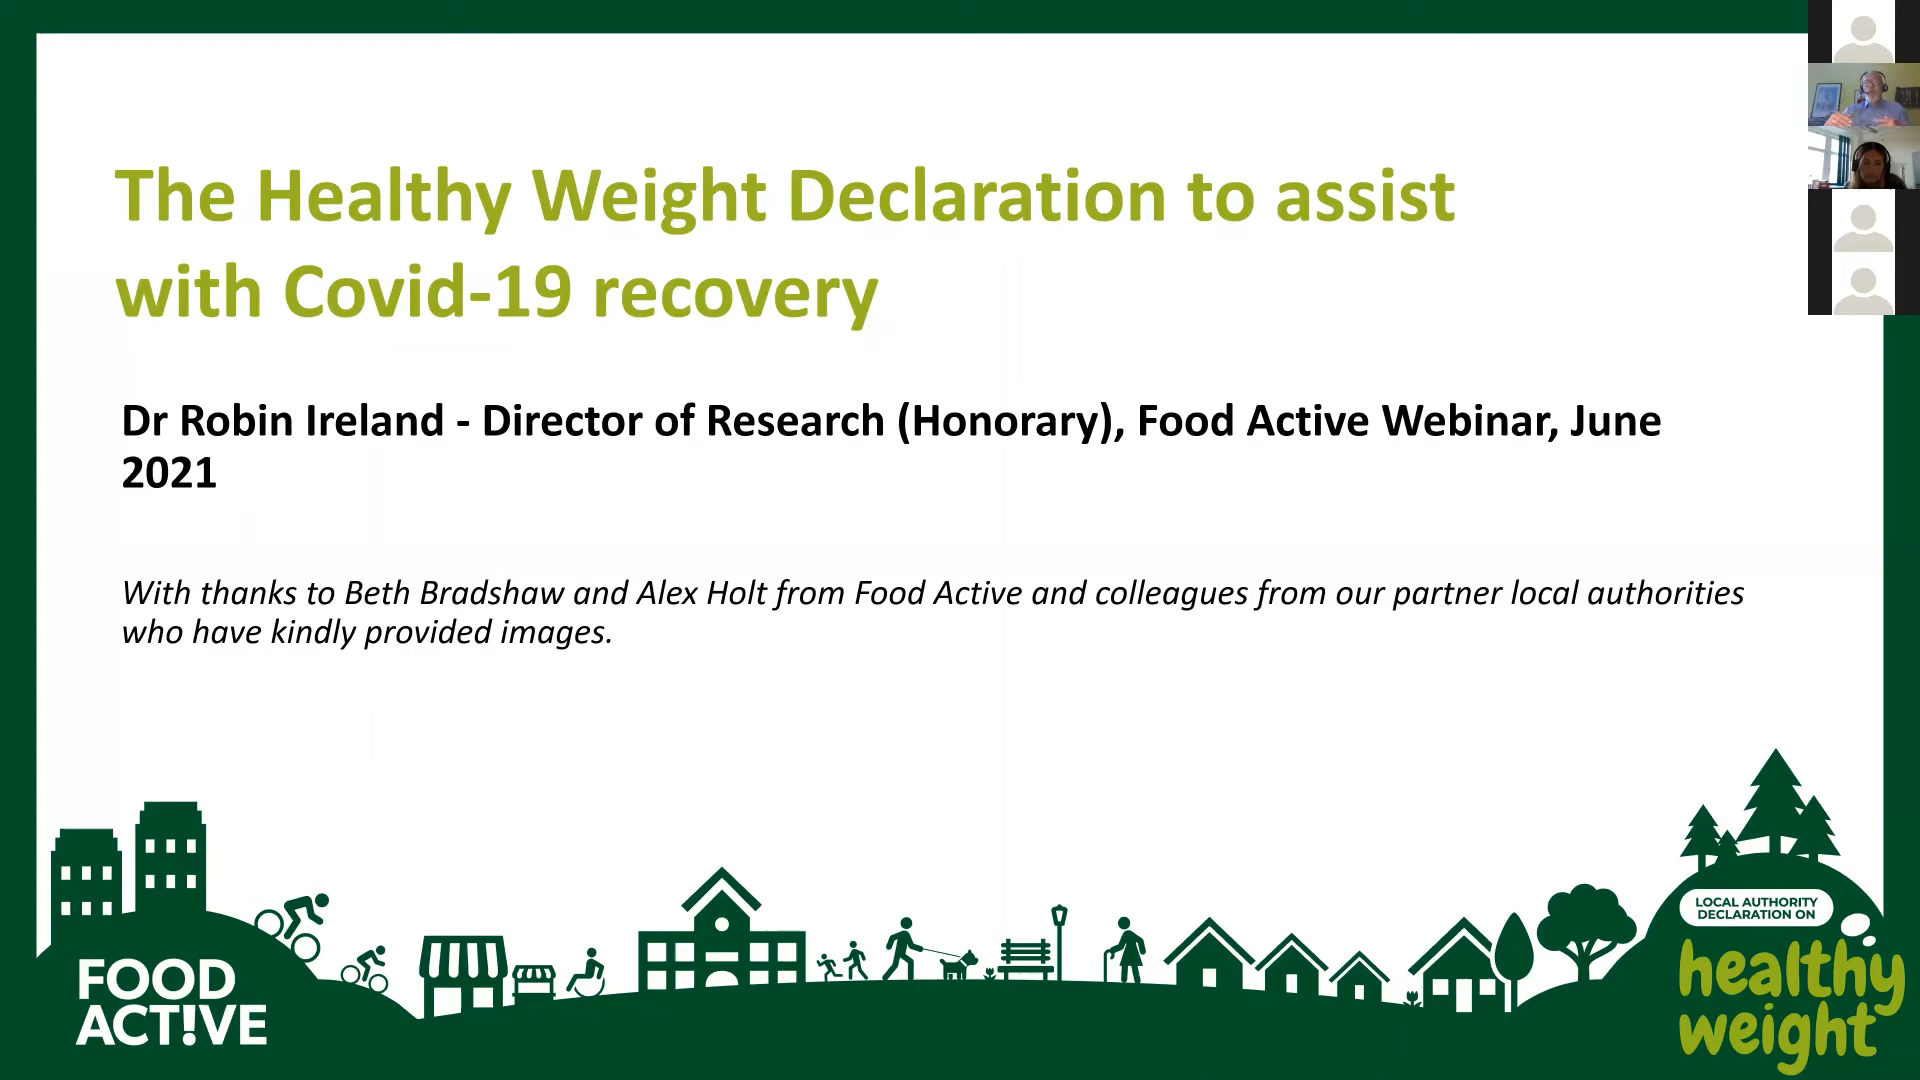 The Healthy Weight Declaration to assist
with Covid-19 recovery
Dr Robin Ireland - Director of Research (Honorary), Food Active Webinar, June
2021
With thanks to Beth Bradshaw and Alex Holt from Food Active and colleagues from our partner local authorities
who have kindly provided images.
FOOD
ACT!VE
LOCAL AUTHORITY
DECLARATION ON
healthy
weight